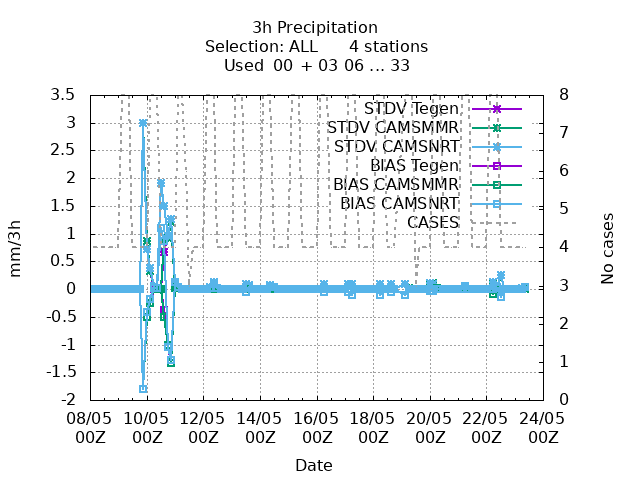 3h Precipitation
Selection: ALL 4 stations
Used 00 + 03 06 ... 33
3.5
3
2.5
2
1.5
1
0.5
0
-0.5
-1
-1.5
-2
mm/3h
8
7
6
5
4
3
2
1
0
No cases
STDV Tegen
STDV CAMSMMR
STDV CAMSNRT
BIAS Tegen
BIAS CAMSMMR
BIAS CAMSNRT
CASES
08/05 10/05 12/05 14/05 16/05 18/05 20/05 22/05 24/05
00Z 00Z 00Z 00Z 00Z 00Z 00Z 00Z 00Z
Date